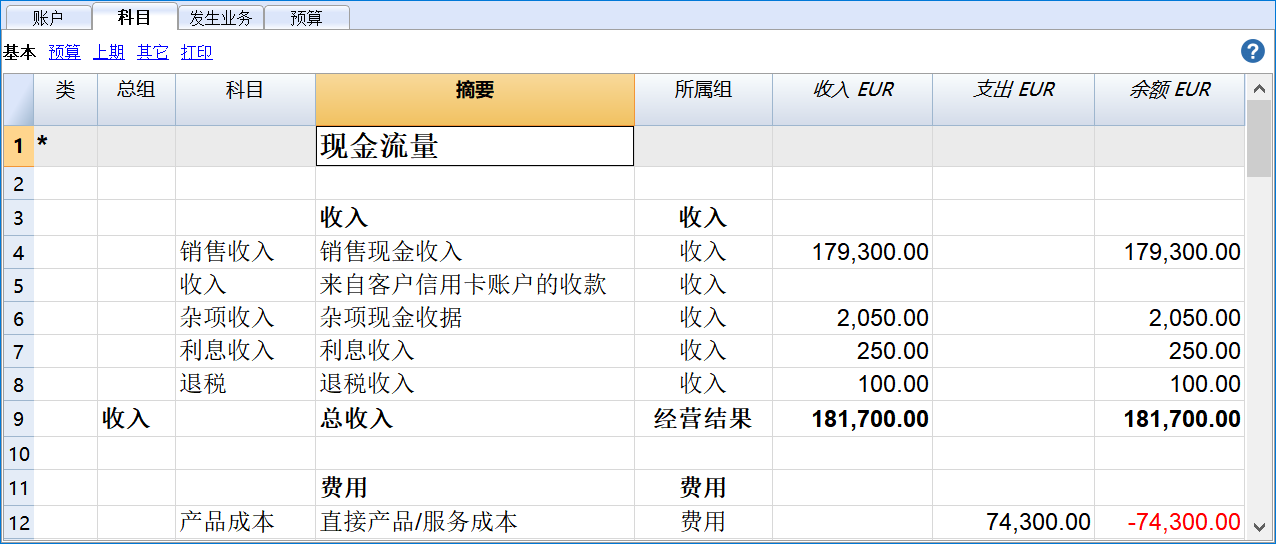 账户 科目 发生业务 预算
基本 预算 上期 其它 打印 ?
类 总组 科目 摘要 所属组 收入 EUR 支出 EUR 余额 EUR
1 * 现金流量
2
3 收入 收入
4 销售收入 销售现金收入 收入 179,300.00 179,300.00
5 收入 来自客户信用卡账户的收款 收入
6 杂项收入 杂项现金收据 收入 2,050.00 2,050.00
7 利息收入 利息收入 收入 250.00 250.00
8 退税 退税收入 收入 100.00 100.00
9 收入 总收入 经营结果 181,700.00 181,700.00
10
11 费用 费用
12 产品成本 直接产品/服务成本 费用 74,300.00 -74,300.00